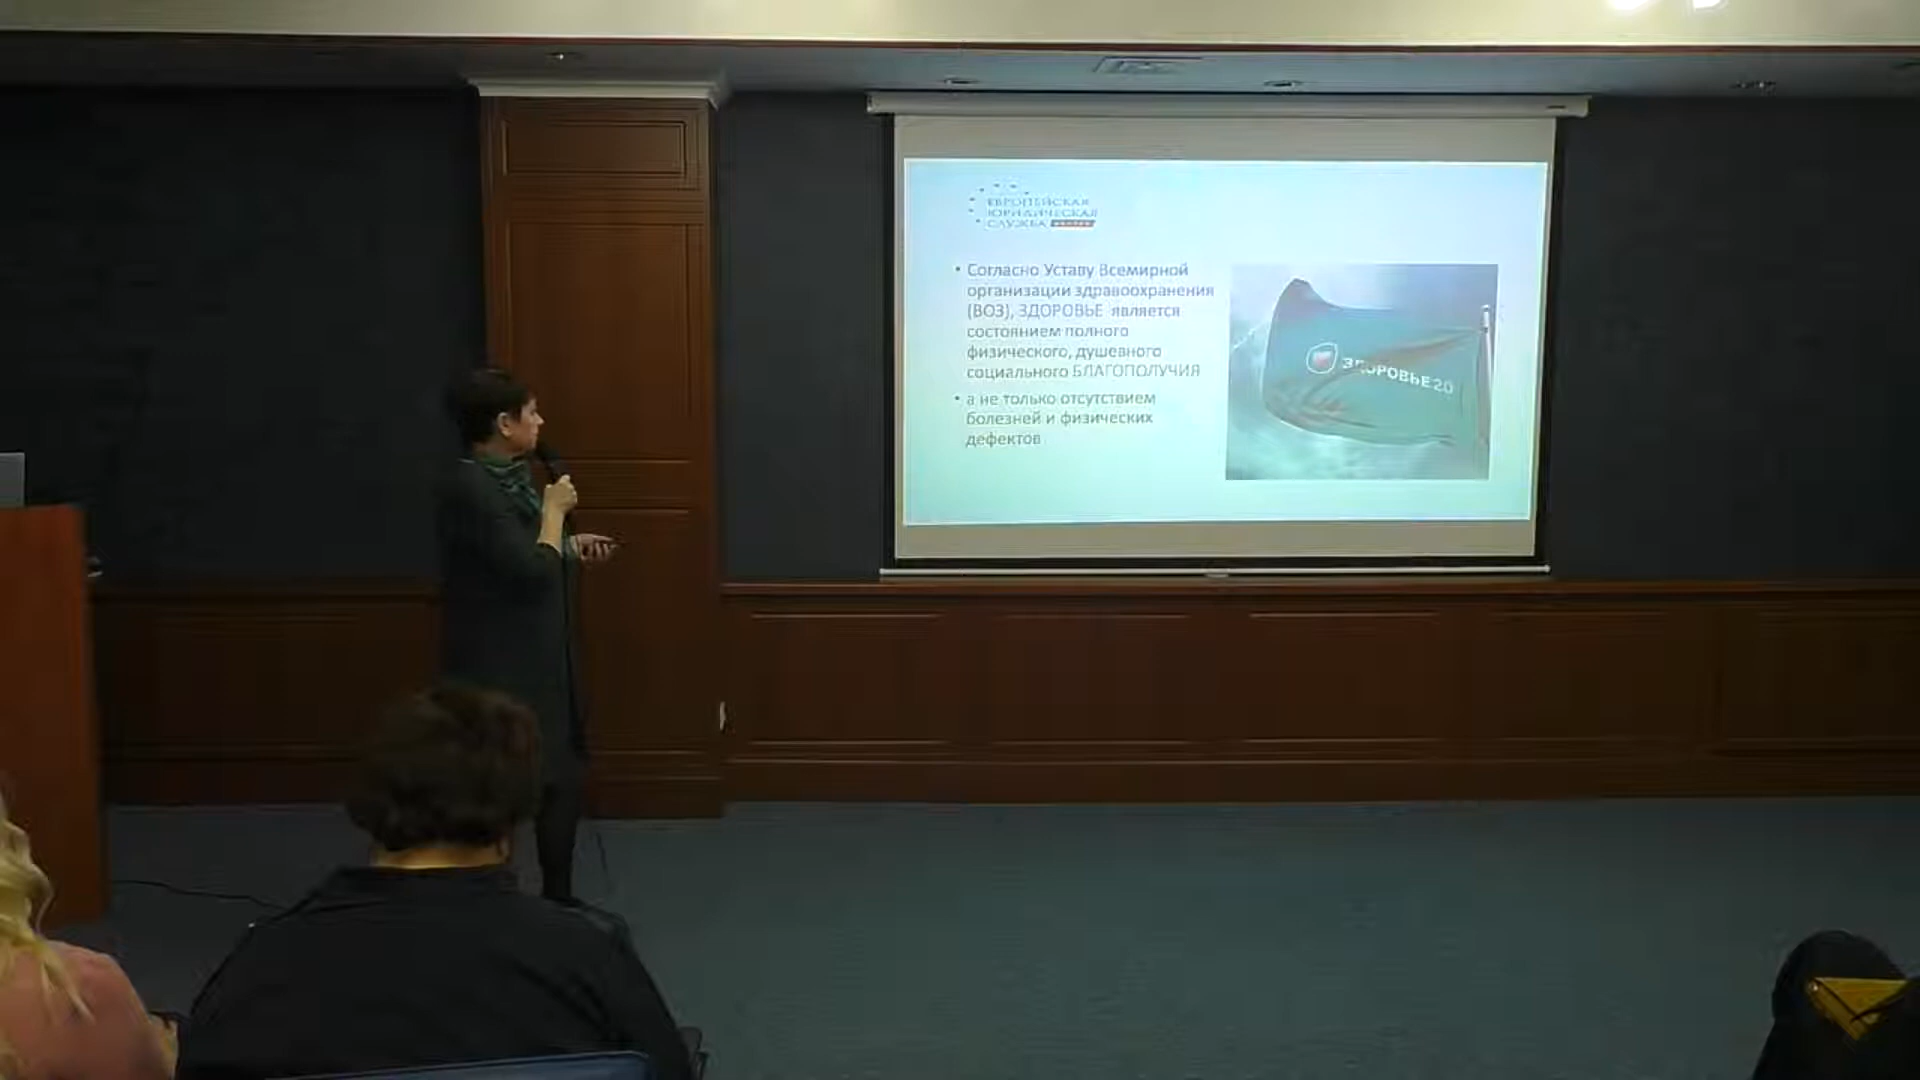 ЕВРОПЕЙСКАЯ
ЮРИДИЧЕСКАЯ
СЛУЖБА
• Согласно Уставу Всемирной
организации здравоохранения
(ВОЗ), ЗДОРОВЬЕ является
состоянием полного
физического, душевного
социального БЛАГОПОЛУЧИЯ
• а не только отсутствием
болезней и физических
дефектов
ЗДОРОВЬЕ 20